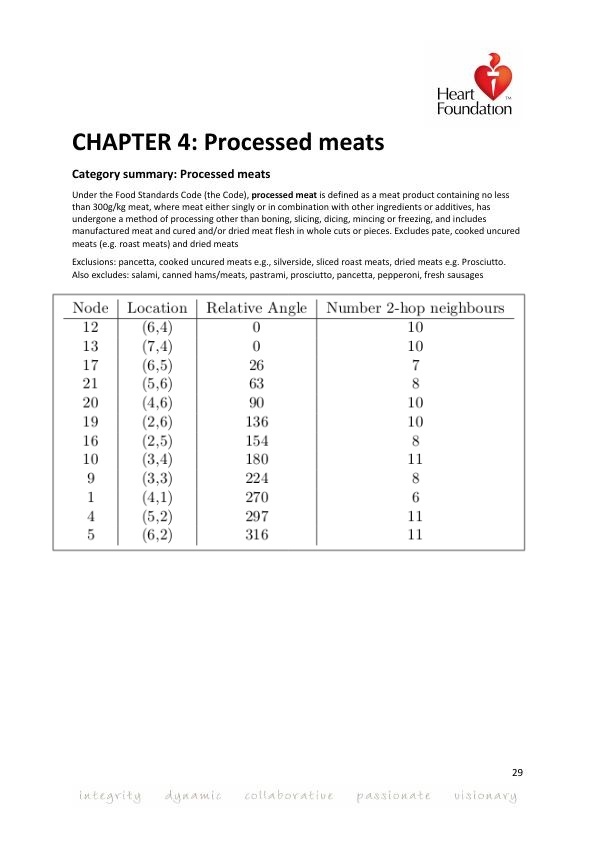 Heart
Foundation™
CHAPTER 4: Processed meats
Category summary: Processed meats
Under the Food Standards Code (the Code), processed meat is defined as a meat product containing no less
than 300g/kg meat, where meat either singly or in combination with other ingredients or additives, has
undergone a method of processing other than boning, slicing, dicing, mincing or freezing, and includes
manufactured meat and cured and/or dried meat flesh in whole cuts or pieces. Excludes pate, cooked uncured
meats (e.g. roast meats) and dried meats
Exclusions: pancetta, cooked uncured meats e.g., silverside, sliced roast meats, dried meats e.g. Prosciutto.
Also excludes: salami, canned hams/meats, pastrami, prosciutto, pancetta, pepperoni, fresh sausages
Node Location Relative Angle Number 2-hop neighbours
12 (6,4) 0 10
13 (7,4) 0 10
17 (6,5) 26 7
21 (5,6) 63 8
20 (4,6) 90 10
19 (2,6) 136 10
16 (2,5) 154 8
10 (3,4) 180 11
9 (3,3) 224 8
1 (4,1) 270 6
4 (5,2) 297 11
5 (6,2) 316 11
29
integrity dynamic collaborative passionate visionary